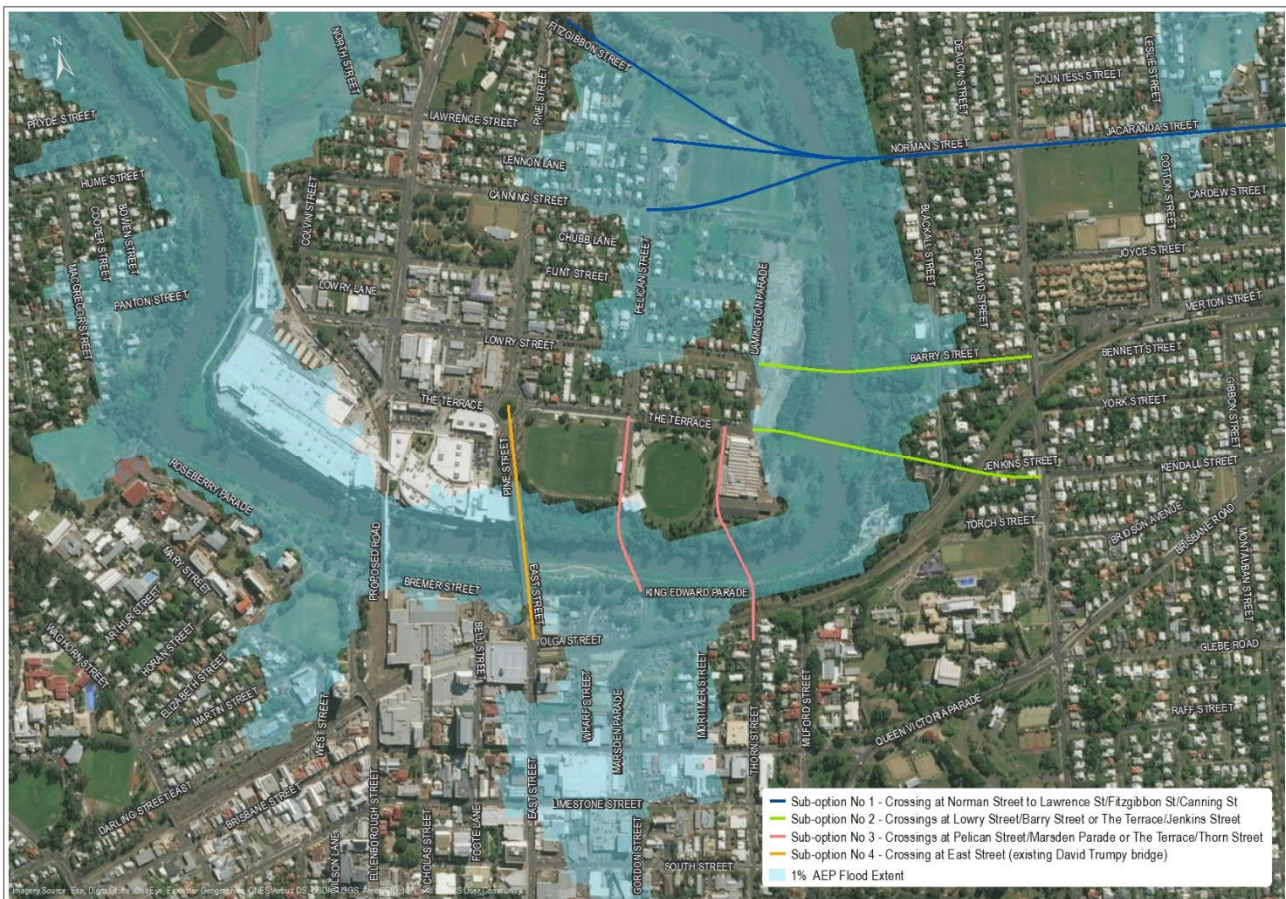 FITZGIBBON STREET
NORTH STREET
PINE STREET
LAWRENCE STREET
LENNON LANE
CANNING STREET
CHUBB LANE
FLINT STREET
COLVIN STREET
LOWRY LANE
LOWRY STREET
PELICAN STREET
LAMINGTON PARADE
THE TERRACE
THE TERRACE
PINE STREET
PRYDE STREET
HUME STREET
BOWEN STREET
COOPER STREET
MACGREGOR STREET
PANTON STREET
DEACON STREET
COUNTESS STREET
LESLIE STREET
JACARANDA STREET
NORMAN STREET
COTTON STREET
CARDEW STREET
BLACKALL STREET
ENGLAND STREET
JOYCE STREET
MERTON STREET
BARRY STREET
BENNETT STREET
YORK STREET
GIBBON STREET
JENKINS STREET
KENDALL STREET
TORCH STREET
BRIDSON AVENUE
BRISBANE ROAD
MONTAUBAN STREET
ROSEBERRY PARADE
MARY STREET
ARTHUR STREET
HORAN STREET
WAGHORN STREET
ELIZABETH STREET
MARTIN STREET
PROPOSED ROAD
BREMER STREET
EAST STREET
KING EDWARD PARADE
OLGA STREET
BELL STREET
WHARF STREET
MARSDEN PARADE
MORTIMER STREET
THORN STREET
MILFORD STREET
QUEEN VICTORIA PARADE
GLEBE ROAD
RAFF STREET
WEST STREET
DARLING STREET EAST
BRISBANE STREET
WILSON LANE
ELLENBOROUGH STREET
NICHOLAS STREET
FOOTE LANE
EAST STREET
LIMESTONE STREET
GORDON STREET
SOUTH STREET
Sub-option No 1 - Crossing at Norman Street to Lawrence St/Fitzgibbon St/Canning St
Sub-option No 2 - Crossings at Lowry Street/Barry Street or The Terrace/Jenkins Street
Sub-option No 3 - Crossings at Pelican Street/Marsden Parade or The Terrace/Thorn Street
Sub-option No 4 - Crossing at East Street (existing David Trumpy bridge)
1% AEP Flood Extent